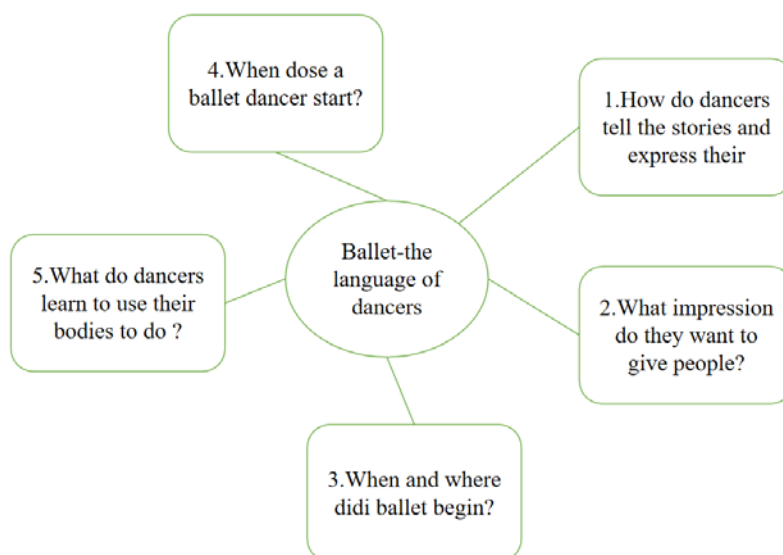 4.When dose a
ballet dancer start?
1.How do dancers
tell the stories and
express their
Ballet-the
language of
dancers
5.What do dancers
learn to use their
bodies to do ?
2.What impression
do they want to
give people?
3.When and where
didi ballet begin?